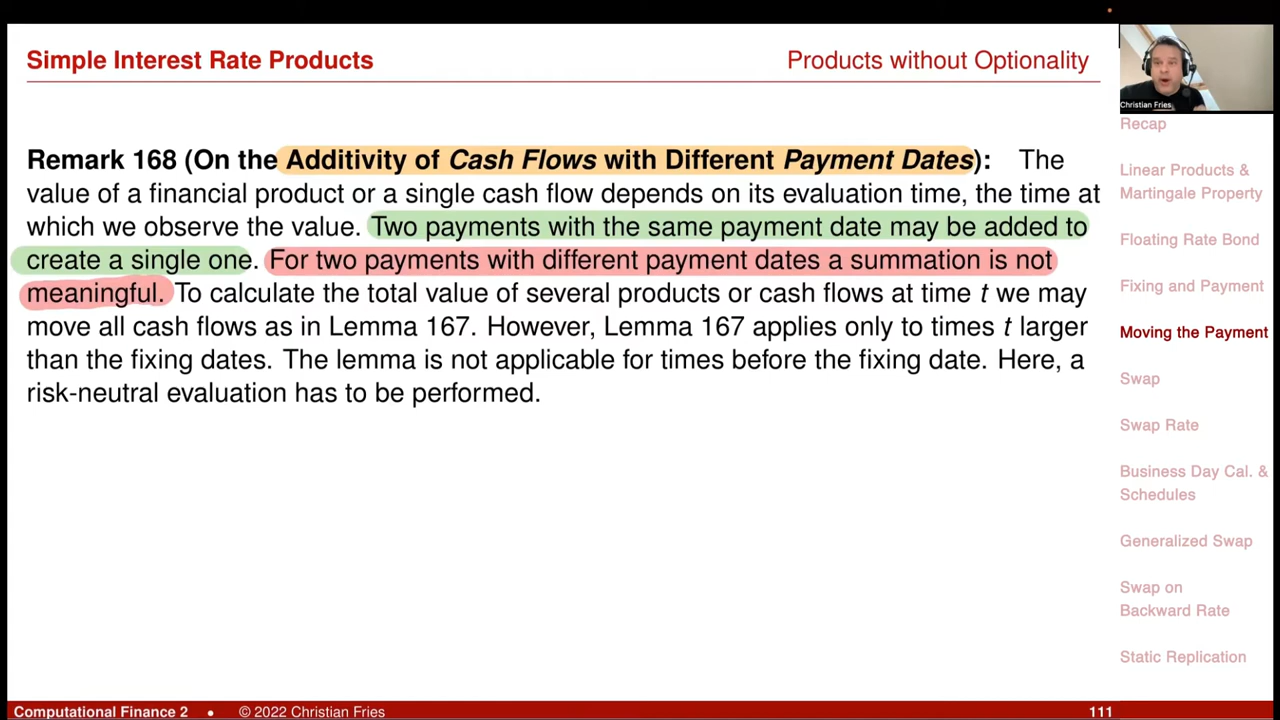 Simple Interest Rate Products
Products without Optionality
Christian Fries
Remark 168 (On the Additivity of Cash Flows with Different Payment Dates): The
value of a financial product or a single cash flow depends on its evaluation time, the time at
which we observe the value. Two payments with the same payment date may be added to
create a single one. For two payments with different payment dates a summation is not
meaningful. To calculate the total value of several products or cash flows at time t we may
move all cash flows as in Lemma 167. However, Lemma 167 applies only to times t larger
than the fixing dates. The lemma is not applicable for times before the fixing date. Here, a
risk-neutral evaluation has to be performed.
Recap
Linear Products &
Martingale Property
Floating Rate Bond
Fixing and Payment
Moving the Payment
Swap
Swap Rate
Business Day Cal. &
Schedules
Generalized Swap
Swap on
Backward Rate
Static Replication
Computational Finance 2 • © 2022 Christian Fries
111